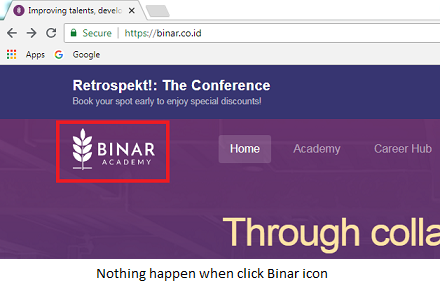 Improving talents, develo
Secure
https://binar.co.id
Apps
Google
Retrospekt!: The Conference
Book your spot early to enjoy special discounts!
BINAR
ACADEMY
Home
Academy
Career Hub
Through colla
Nothing happen when click Binar icon